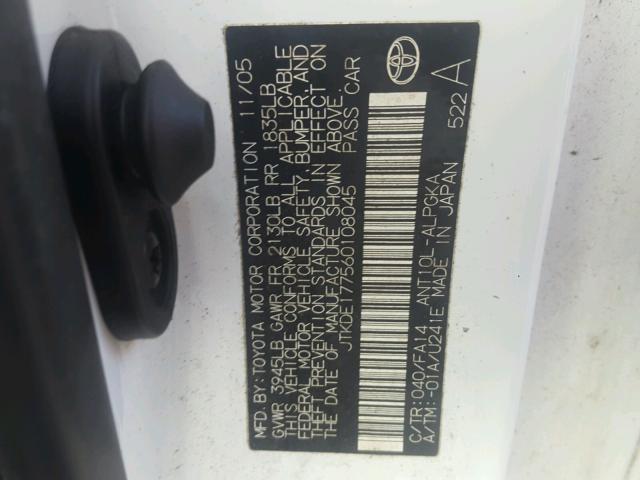 MFD. BY: TOYOTA MOTOR CORPORATION 11/05
GVWR 3945LB GAWR FR 2130LB RR 1835LB
THIS VEHICLE CONFORMS TO ALL APPLICABLE
FEDERAL MOTOR VEHICLE SAFETY, BUMPER, AND
THEFT PREVENTION STANDARDS IN EFFECT ON
THE DATE OF MANUFACTURE SHOWN ABOVE.
JTKDE177560108045 PASS CAR
C/TR:040/FA14 ANT10L-ALPGKA
A/TM:-01A/U241E MADE IN JAPAN 522 A